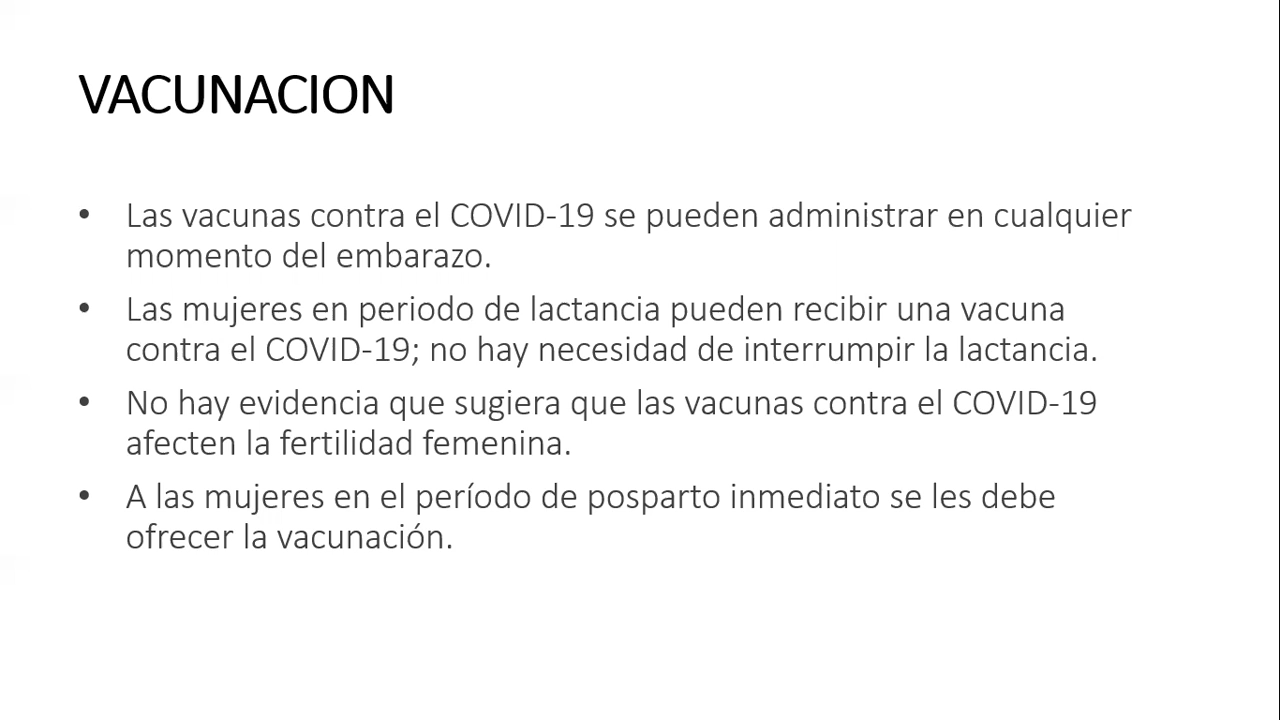 VACUNACION
• Las vacunas contra el COVID-19 se pueden administrar en cualquier
momento del embarazo.
• Las mujeres en periodo de lactancia pueden recibir una vacuna
contra el COVID-19; no hay necesidad de interrumpir la lactancia.
• No hay evidencia que sugiera que las vacunas contra el COVID-19
afecten la fertilidad femenina.
• A las mujeres en el período de posparto inmediato se les debe
ofrecer la vacunación.